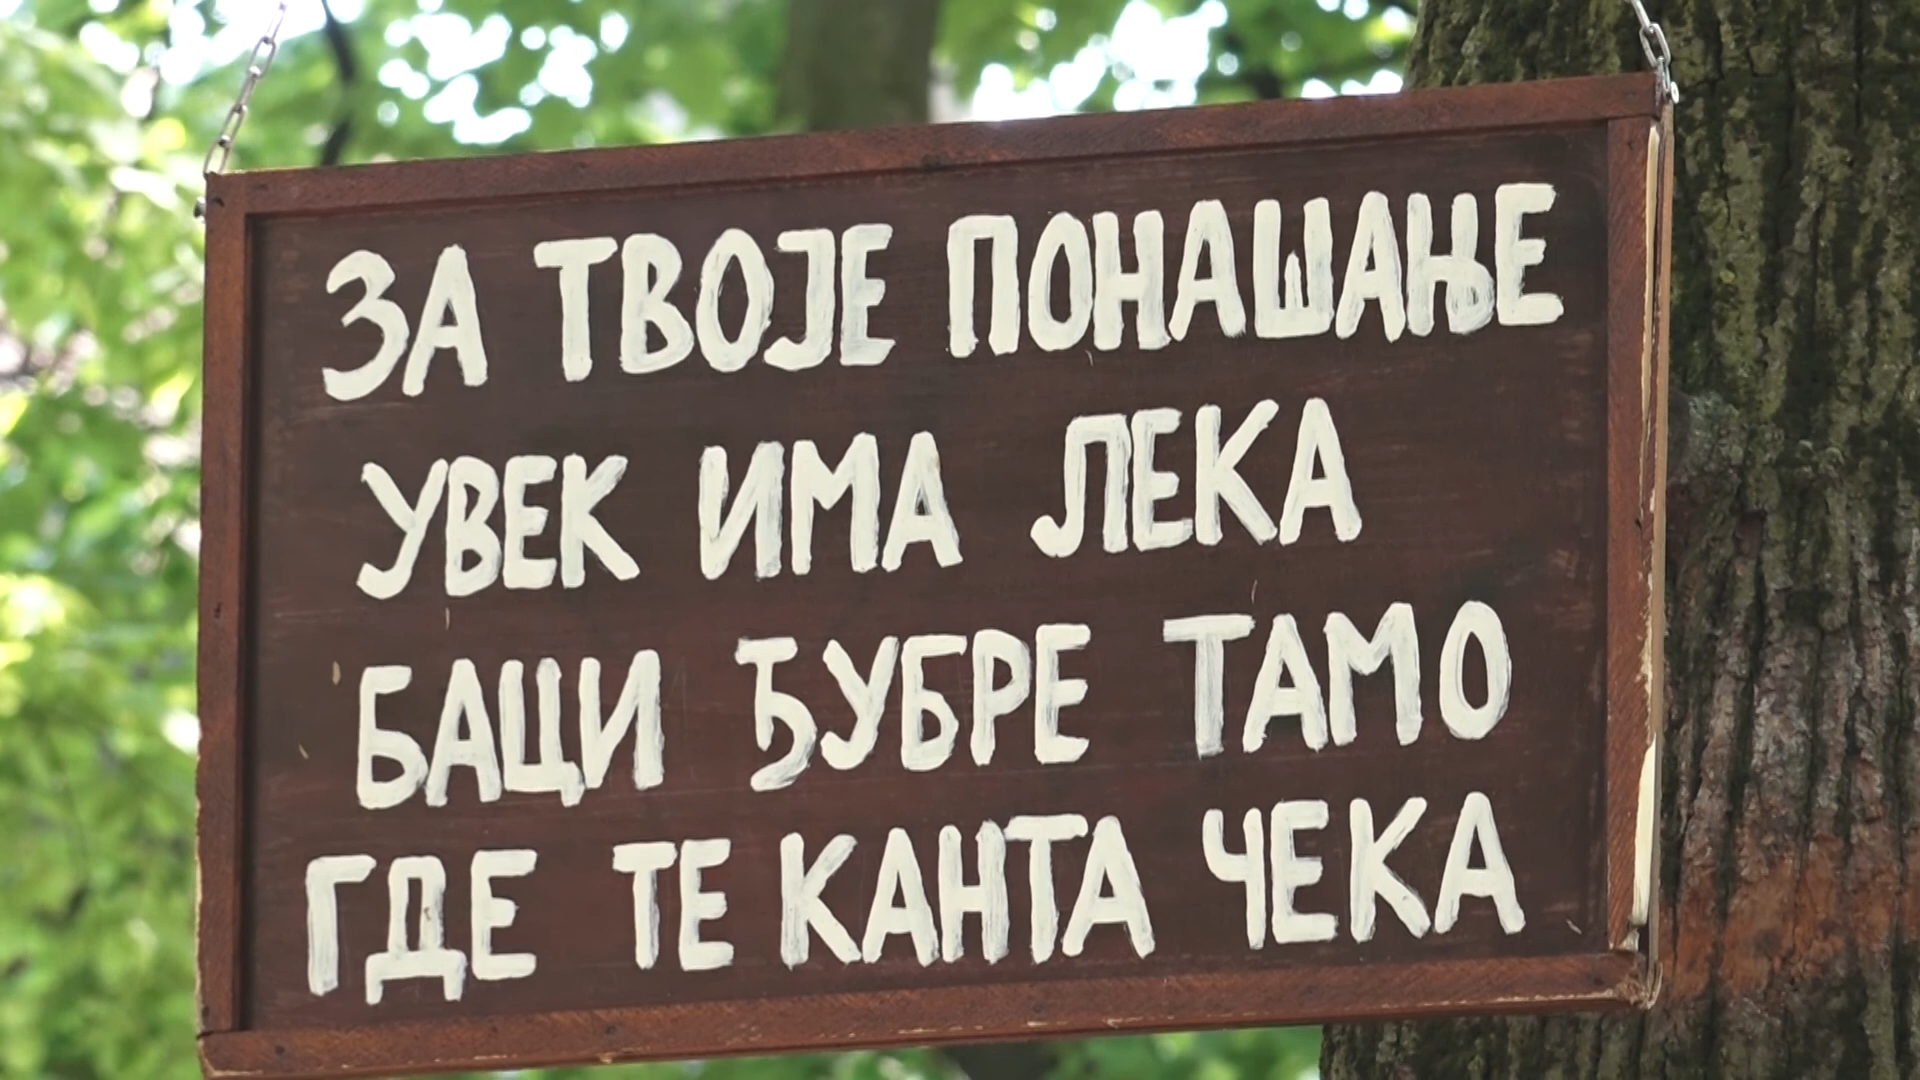 ЗА ТВОЈЕ ПОНАШАЊЕ
УВЕК ИМА ЛЕКА
БАЦИ ЂУБРЕ ТАМО
ГДЕ ТЕ КАНТА ЧЕКА